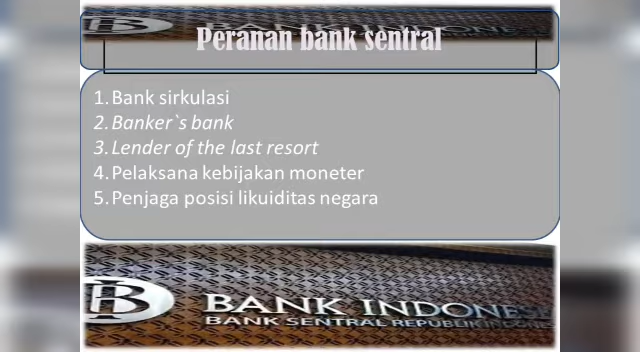 Peranan bank sentral
1. Bank sirkulasi
2. Banker`s bank
3. Lender of the last resort
4. Pelaksana kebijakan moneter
5. Penjaga posisi likuiditas negara
BANK INDONES
BANK SENTRAL REPUBLIK INDONES